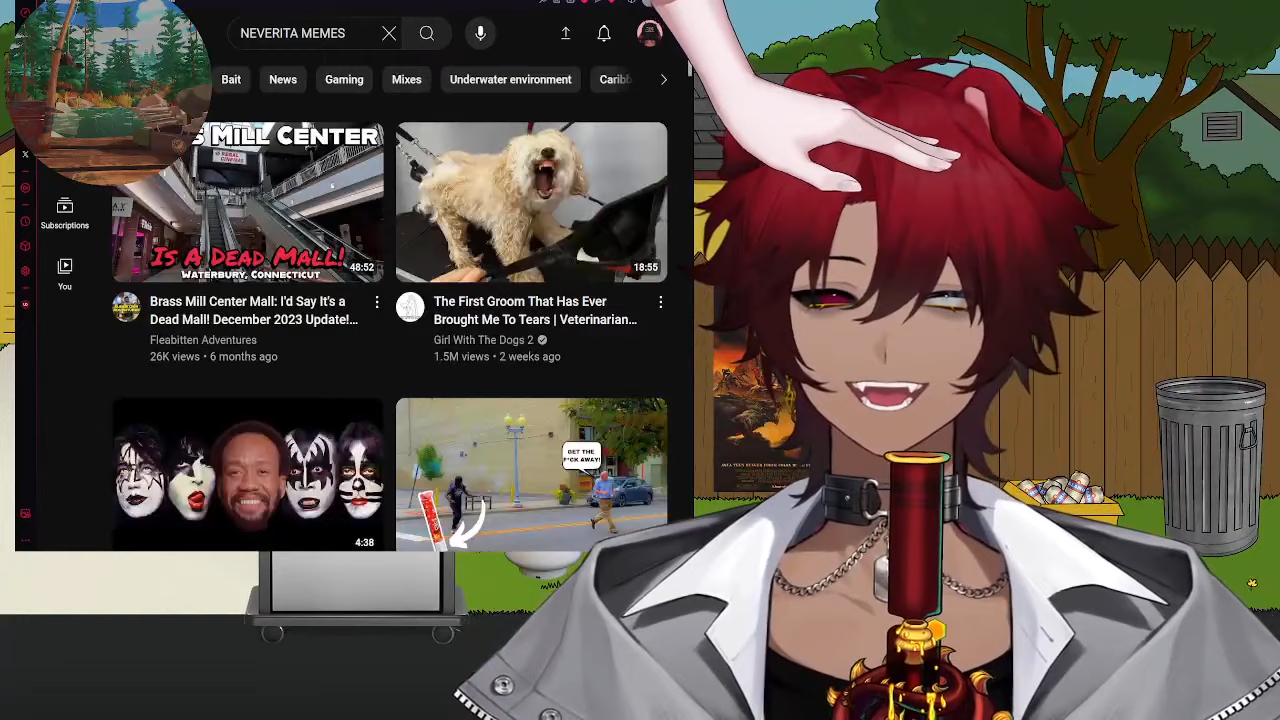 NEVERITA MEMES
Bait
News
Gaming
Mixes
Underwater environment
Caribb
S MILL CENTER
REGAL
CINEMAS
IS A DEAD MALL!
WATERBURY, CONNECTICUT
48:52
18:55
Subscriptions
You
Brass Mill Center Mall: I'd Say It's a
Dead Mall! December 2023 Update!...
Fleabitten Adventures
26K views • 6 months ago
The First Groom That Has Ever
Brought Me To Tears | Veterinarian...
Girl With The Dogs 2
1.5M views • 2 weeks ago
4:38
GET THE
F*CK AWAY!